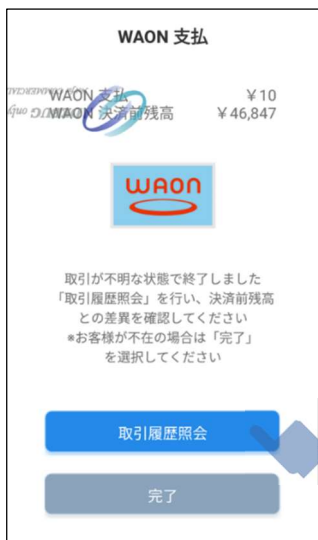 WAON 支払
WAON 支払 ￥10
WAON 決済前残高 ￥46,847
WAON
取引が不明な状態で終了しました
「取引履歴照会」を行い、決済前残高
との差異を確認してください
*お客様が不在の場合は「完了」
を選択してください
取引履歴照会
完了